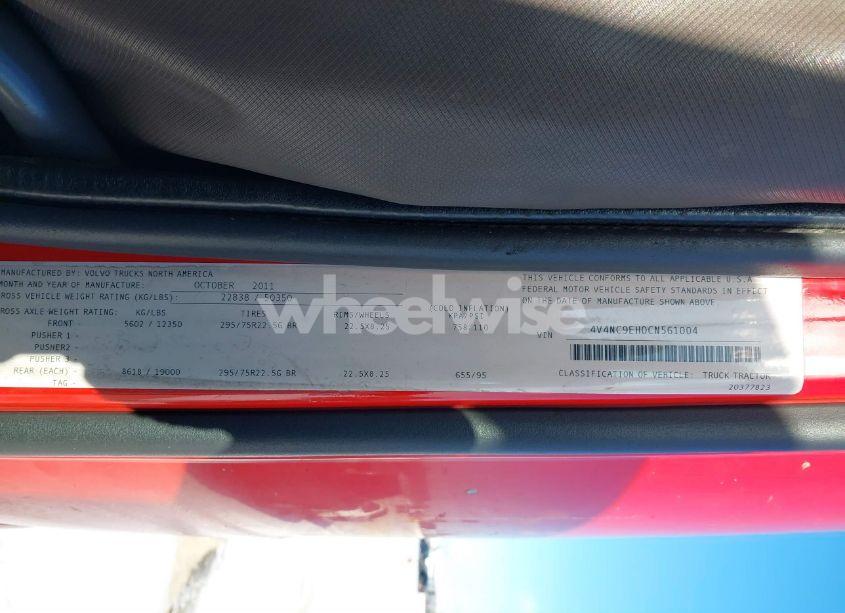 MANUFACTURED BY: VOLVO TRUCKS NORTH AMERICA
MONTH AND YEAR OF MANUFACTURE: OCTOBER 2011
GROSS VEHICLE WEIGHT RATING (KG/LBS): 22838 / 50350
GROSS AXLE WEIGHT RATING: KG/LBS TIRES RIMS/WHEELS (COLD INFLATION) KPA/PSI
FRONT 5602 / 12350 295/75R22.5G BR 22.5X8.25 758/110
PUSHER 1 -
PUSHER2 -
PUSHER 3 -
REAR (EACH) - 8618 / 19000 295/75R22.5G BR 22.5X8.25 655/95
TAG -
THIS VEHICLE CONFORMS TO ALL APPLICABLE U.S.A.
FEDERAL MOTOR VEHICLE SAFETY STANDARDS IN EFFECT
ON THE DATE OF MANUFACTURE SHOWN ABOVE
VIN 4V4NC9EH0CN561004
CLASSIFICATION OF VEHICLE: TRUCK TRACTOR
20377823
wheelwise